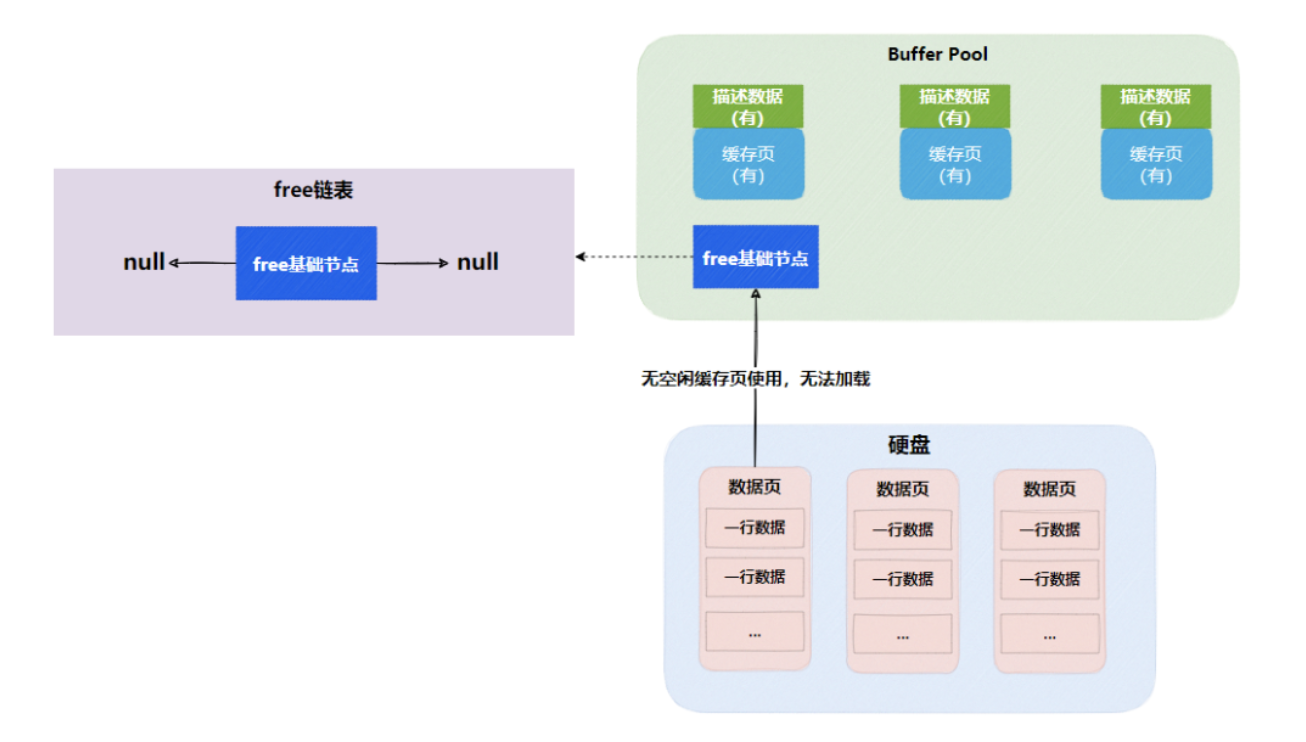 Buffer Pool
描述数据
(有)
缓存页
(有)
描述数据
(有)
缓存页
(有)
描述数据
(有)
缓存页
(有)
free链表
null
free基础节点
null
free基础节点
无空闲缓存页使用，无法加载
硬盘
数据页
一行数据
一行数据
...
数据页
一行数据
一行数据
...
数据页
一行数据
一行数据
...